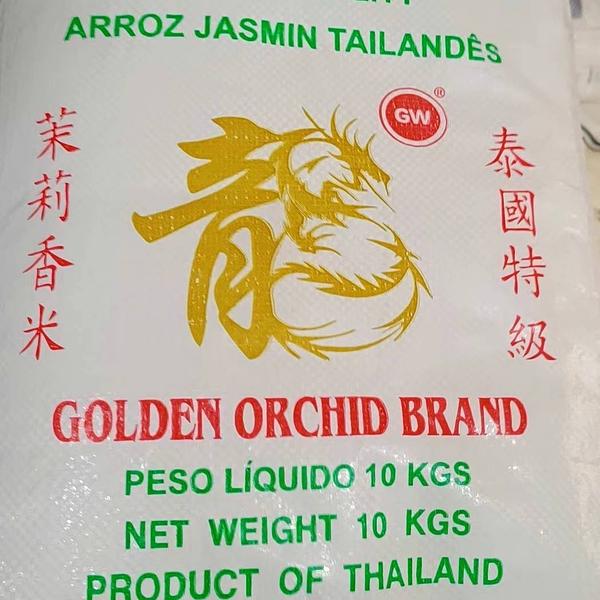 ARROZ JASMIN TAILANDÊS
GW®
茉莉香米
龍
泰國特級
GOLDEN ORCHID BRAND
PESO LÍQUIDO 10 KGS
NET WEIGHT 10 KGS
PRODUCT OF THAILAND